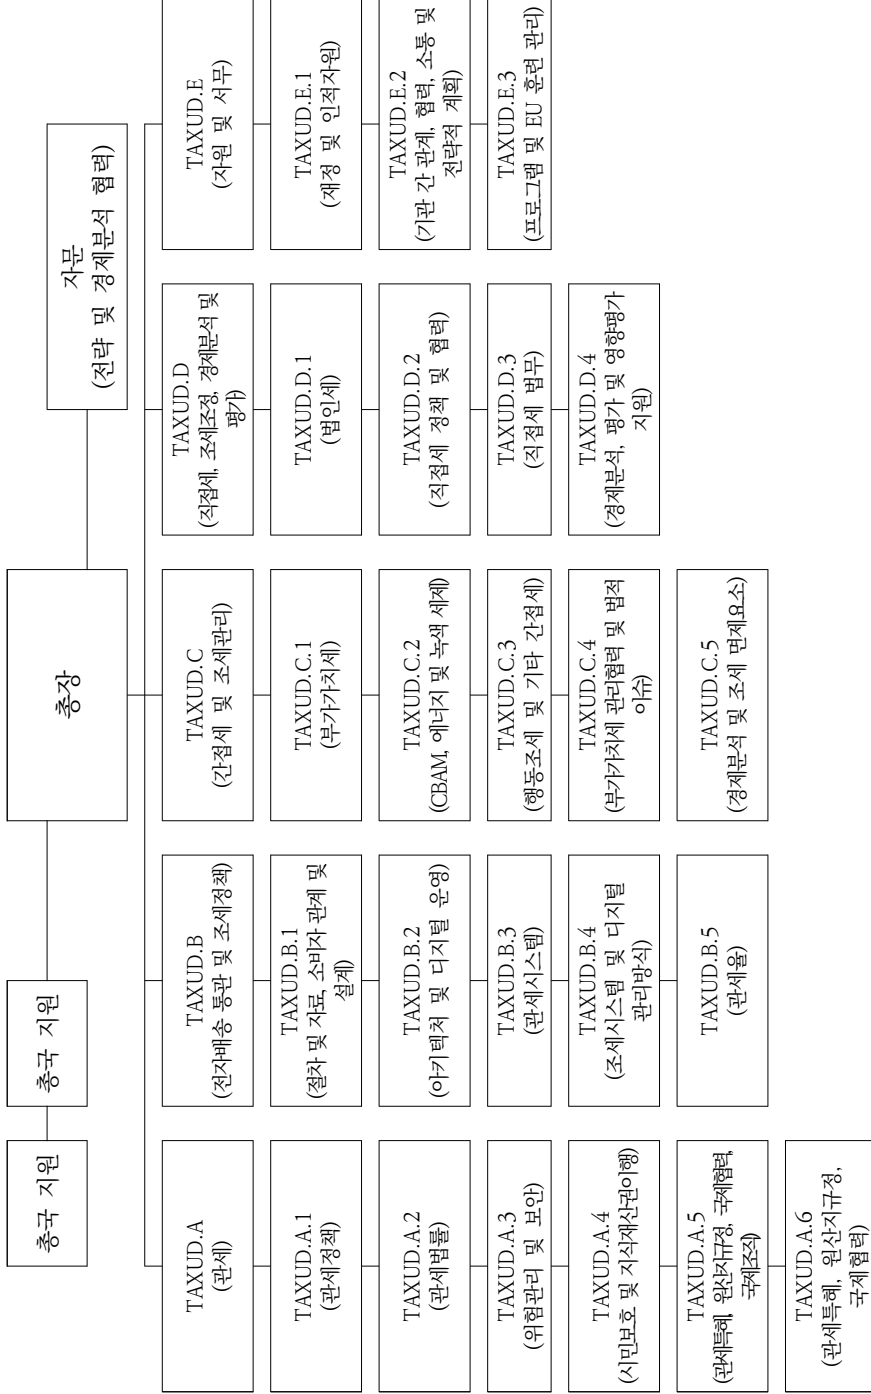 총장
총국 지원
총국 지원
자문
(전략 및 경제분석 협력)
TAXUD.A
(관세)
TAXUD.A.1
(관세정책)
TAXUD.A.2
(관세법률)
TAXUD.A.3
(위험관리 및 보안)
TAXUD.A.4
(시민보호 및 지식재산권이행)
TAXUD.A.5
(관세특혜, 원산지규정, 국제협력,
국제조직)
TAXUD.A.6
(관세특혜, 원산지규정,
국제협력)
TAXUD.B
(전자배송 통관 및 조세정책)
TAXUD.B.1
(절차 및 자료, 소비자 관계 및
설계)
TAXUD.B.2
(아키텍처 및 디지털 운영)
TAXUD.B.3
(관세시스템)
TAXUD.B.4
(조세시스템 및 디지털
관리방식)
TAXUD.B.5
(관세율)
TAXUD.C
(간접세 및 조세관리)
TAXUD.C.1
(부가가치세)
TAXUD.C.2
(CBAM, 에너지 및 녹색 세제)
TAXUD.C.3
(행동조세 및 기타 간접세)
TAXUD.C.4
(부가가치세 관리협력 및 법적
이슈)
TAXUD.C.5
(경제분석 및 조세 면제요소)
TAXUD.D
(직접세, 조세조정, 경제분석 및
평가)
TAXUD.D.1
(법인세)
TAXUD.D.2
(직접세 정책 및 협력)
TAXUD.D.3
(직접세 법무)
TAXUD.D.4
(경제분석, 평가 및 영향평가
지원)
TAXUD.E
(자원 및 서무)
TAXUD.E.1
(재정 및 인적자원)
TAXUD.E.2
(기관 간 관계, 협력, 소통 및
전략적 계획)
TAXUD.E.3
(프로그램 및 EU 훈련 관리)